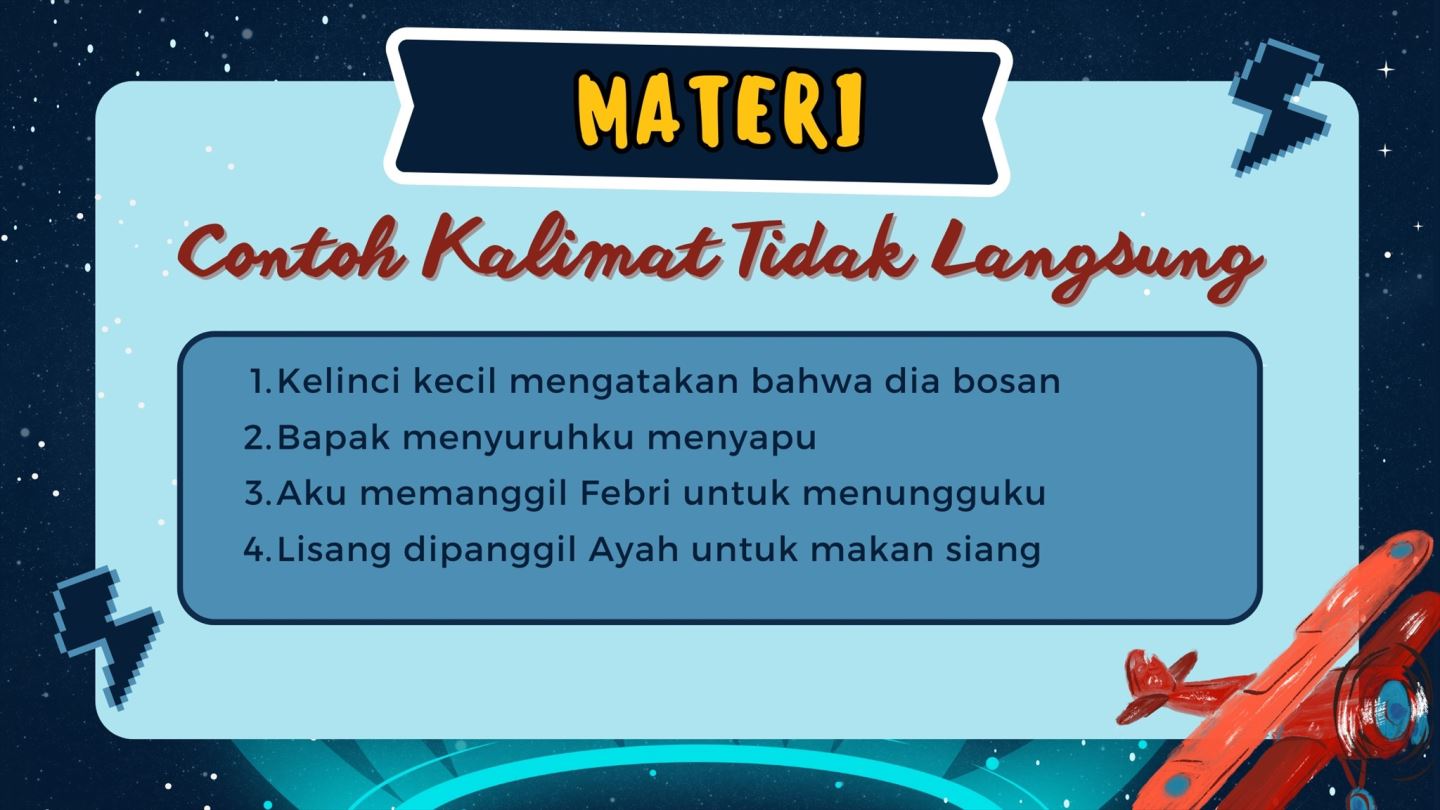 MATERI
Contoh Kalimat Tidak Langsung
1. Kelinci kecil mengatakan bahwa dia bosan
2. Bapak menyuruhku menyapu
3. Aku memanggil Febri untuk menungguku
4. Lisang dipanggil Ayah untuk makan siang